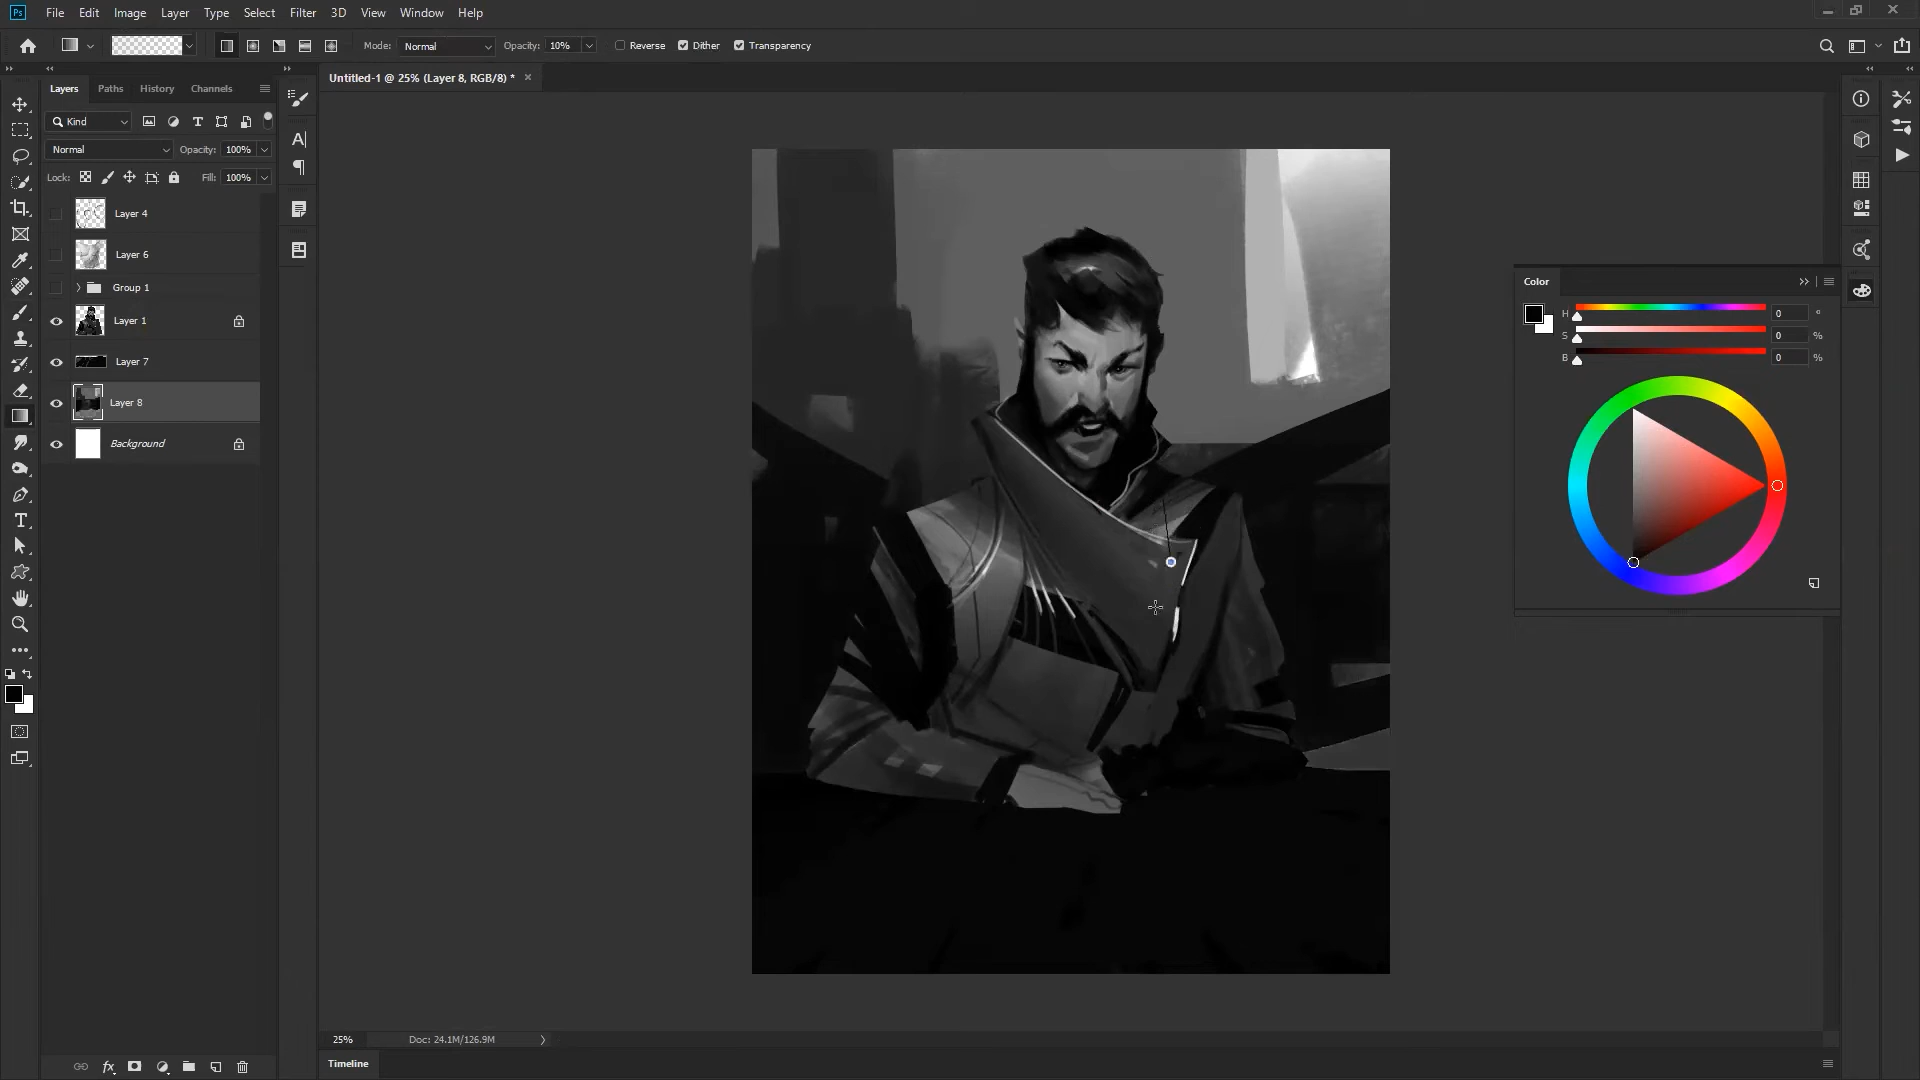 Ps File Edit Image Layer Type Select Filter 3D View Window Help
Mode: Normal Opacity: 10% Reverse Dither Transparency
Untitled-1 @ 25% (Layer 8, RGB/8) *
Layers Paths History Channels
Kind
Normal Opacity: 100%
Lock: Fill: 100%
Layer 4
Layer 6
Group 1
Layer 1
Layer 7
Layer 8
Background
Color
H 0 °
S 0 %
B 0 %
25% Doc: 24.1M/126.9M
Timeline